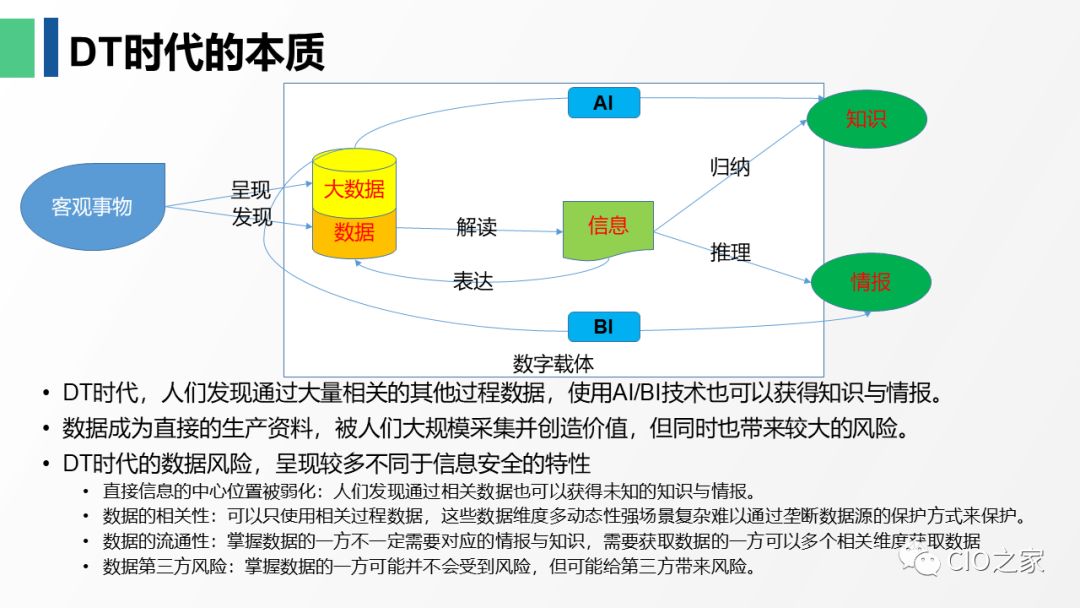 DT时代的本质
AI
知识
归纳
大数据
呈现
客观事物
发现
数据
解读
信息
推理
表达
情报
BI
数字载体
• DT时代，人们发现通过大量相关的其他过程数据，使用AI/BI技术也可以获得知识与情报。
• 数据成为直接的生产资料，被人们大规模采集并创造价值，但同时也带来较大的风险。
• DT时代的数据风险，呈现较多不同于信息安全的特性
• 直接信息的中心位置被弱化：人们发现通过相关数据也可以获得未知的知识与情报。
• 数据的相关性：可以只使用相关过程数据，这些数据维度多动态性强场景复杂难以通过垄断数据源的保护方式来保护。
• 数据的流通性：掌握数据的一方不一定需要对应的情报与知识，需要获取数据的一方可以多个相关维度获取数据
• 数据第三方风险：掌握数据的一方可能并不会受到风险，但可能给第三方带来风险。
CIO之家